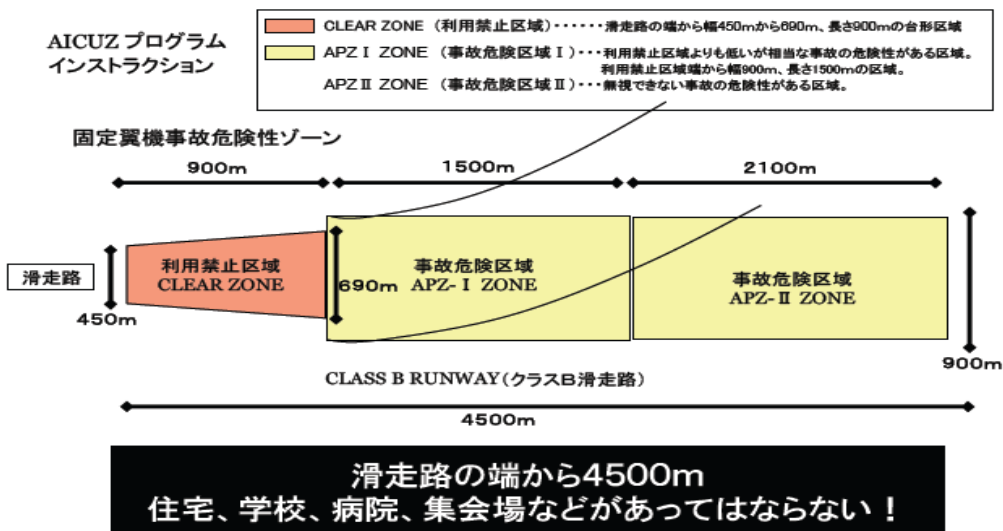 AICUZ プログラム
インストラクション
CLEAR ZONE (利用禁止区域)・・・・・・滑走路の端から幅450mから690m、長さ900mの台形区域
APZ I ZONE (事故危険区域 I)・・・利用禁止区域よりも低いが相当な事故の危険性がある区域。
利用禁止区域端から幅900m、長さ1500mの区域。
APZ II ZONE (事故危険区域 II)・・・無視できない事故の危険性がある区域。
固定翼機事故危険性ゾーン
900m
1500m
2100m
滑走路
450m
利用禁止区域
CLEAR ZONE
690m
事故危険区域
APZ-I ZONE
事故危険区域
APZ-II ZONE
900m
CLASS B RUNWAY(クラスB滑走路)
4500m
滑走路の端から4500m
住宅、学校、病院、集会場などがあってはならない!